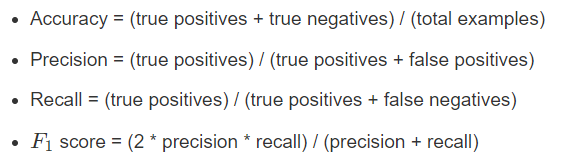 • Accuracy = (true positives + true negatives) / (total examples)
• Precision = (true positives) / (true positives + false positives)
• Recall = (true positives) / (true positives + false negatives)
• F₁ score = (2 * precision * recall) / (precision + recall)